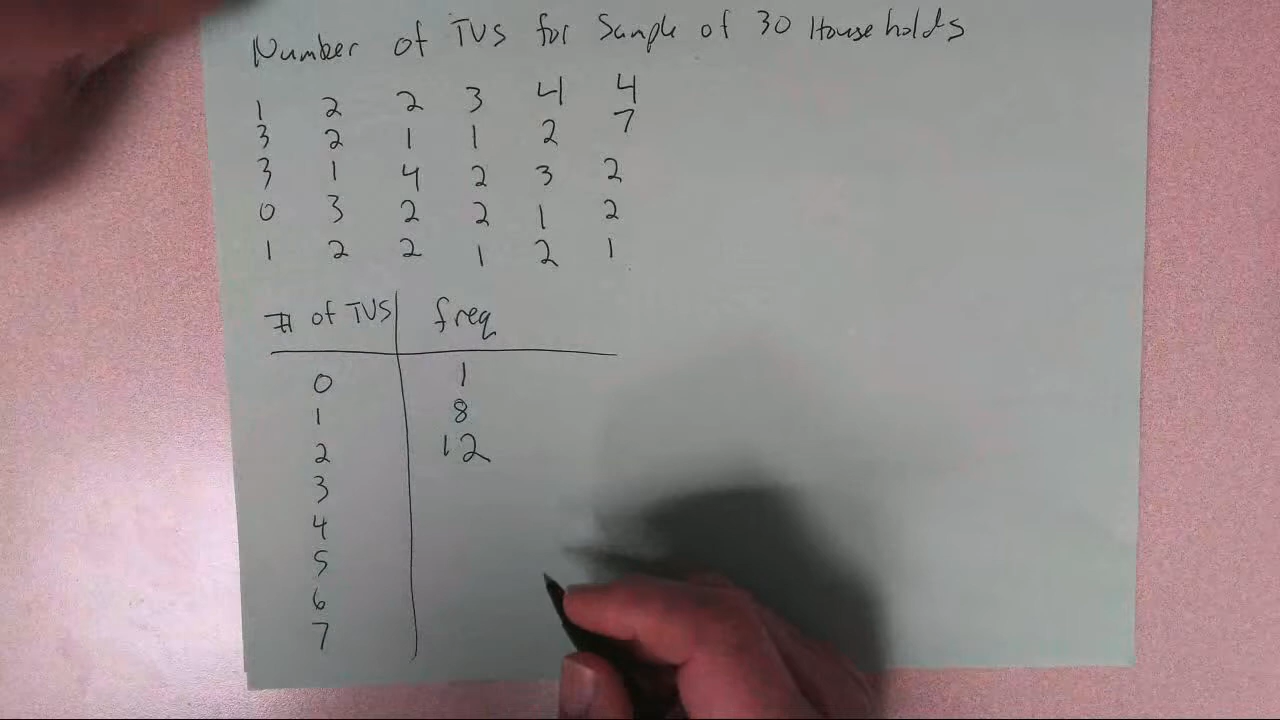 Number of TVS for Sample of 30 Households
1 2 2 3 4 4
3 2 1 1 2 7
3 1 4 2 3 2
0 3 2 2 1 2
1 2 2 1 2 1
# of TVS freq
0 1
1 8
2 12
3
4
5
6
7